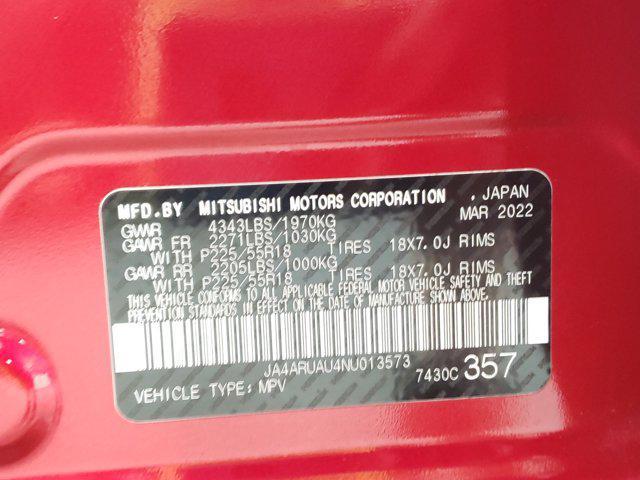 MFD.BY MITSUBISHI MOTORS CORPORATION , JAPAN
GVWR 4343LBS/1970KG MAR 2022
GAWR FR 2271LBS/1030KG
WITH P225/55R18 TIRES 18X7.0J RIMS
GAWR RR 2205LBS/1000KG
WITH P225/55R18 TIRES 18X7.0J RIMS
THIS VEHICLE CONFORMS TO ALL APPLICABLE FEDERAL MOTOR VEHICLE SAFETY AND THEFT
PREVENTION STANDARDS IN EFFECT ON THE DATE OF MANUFACTURE SHOWN ABOVE.
JA4ARUAU4NU013573 7430C 357
VEHICLE TYPE: MPV